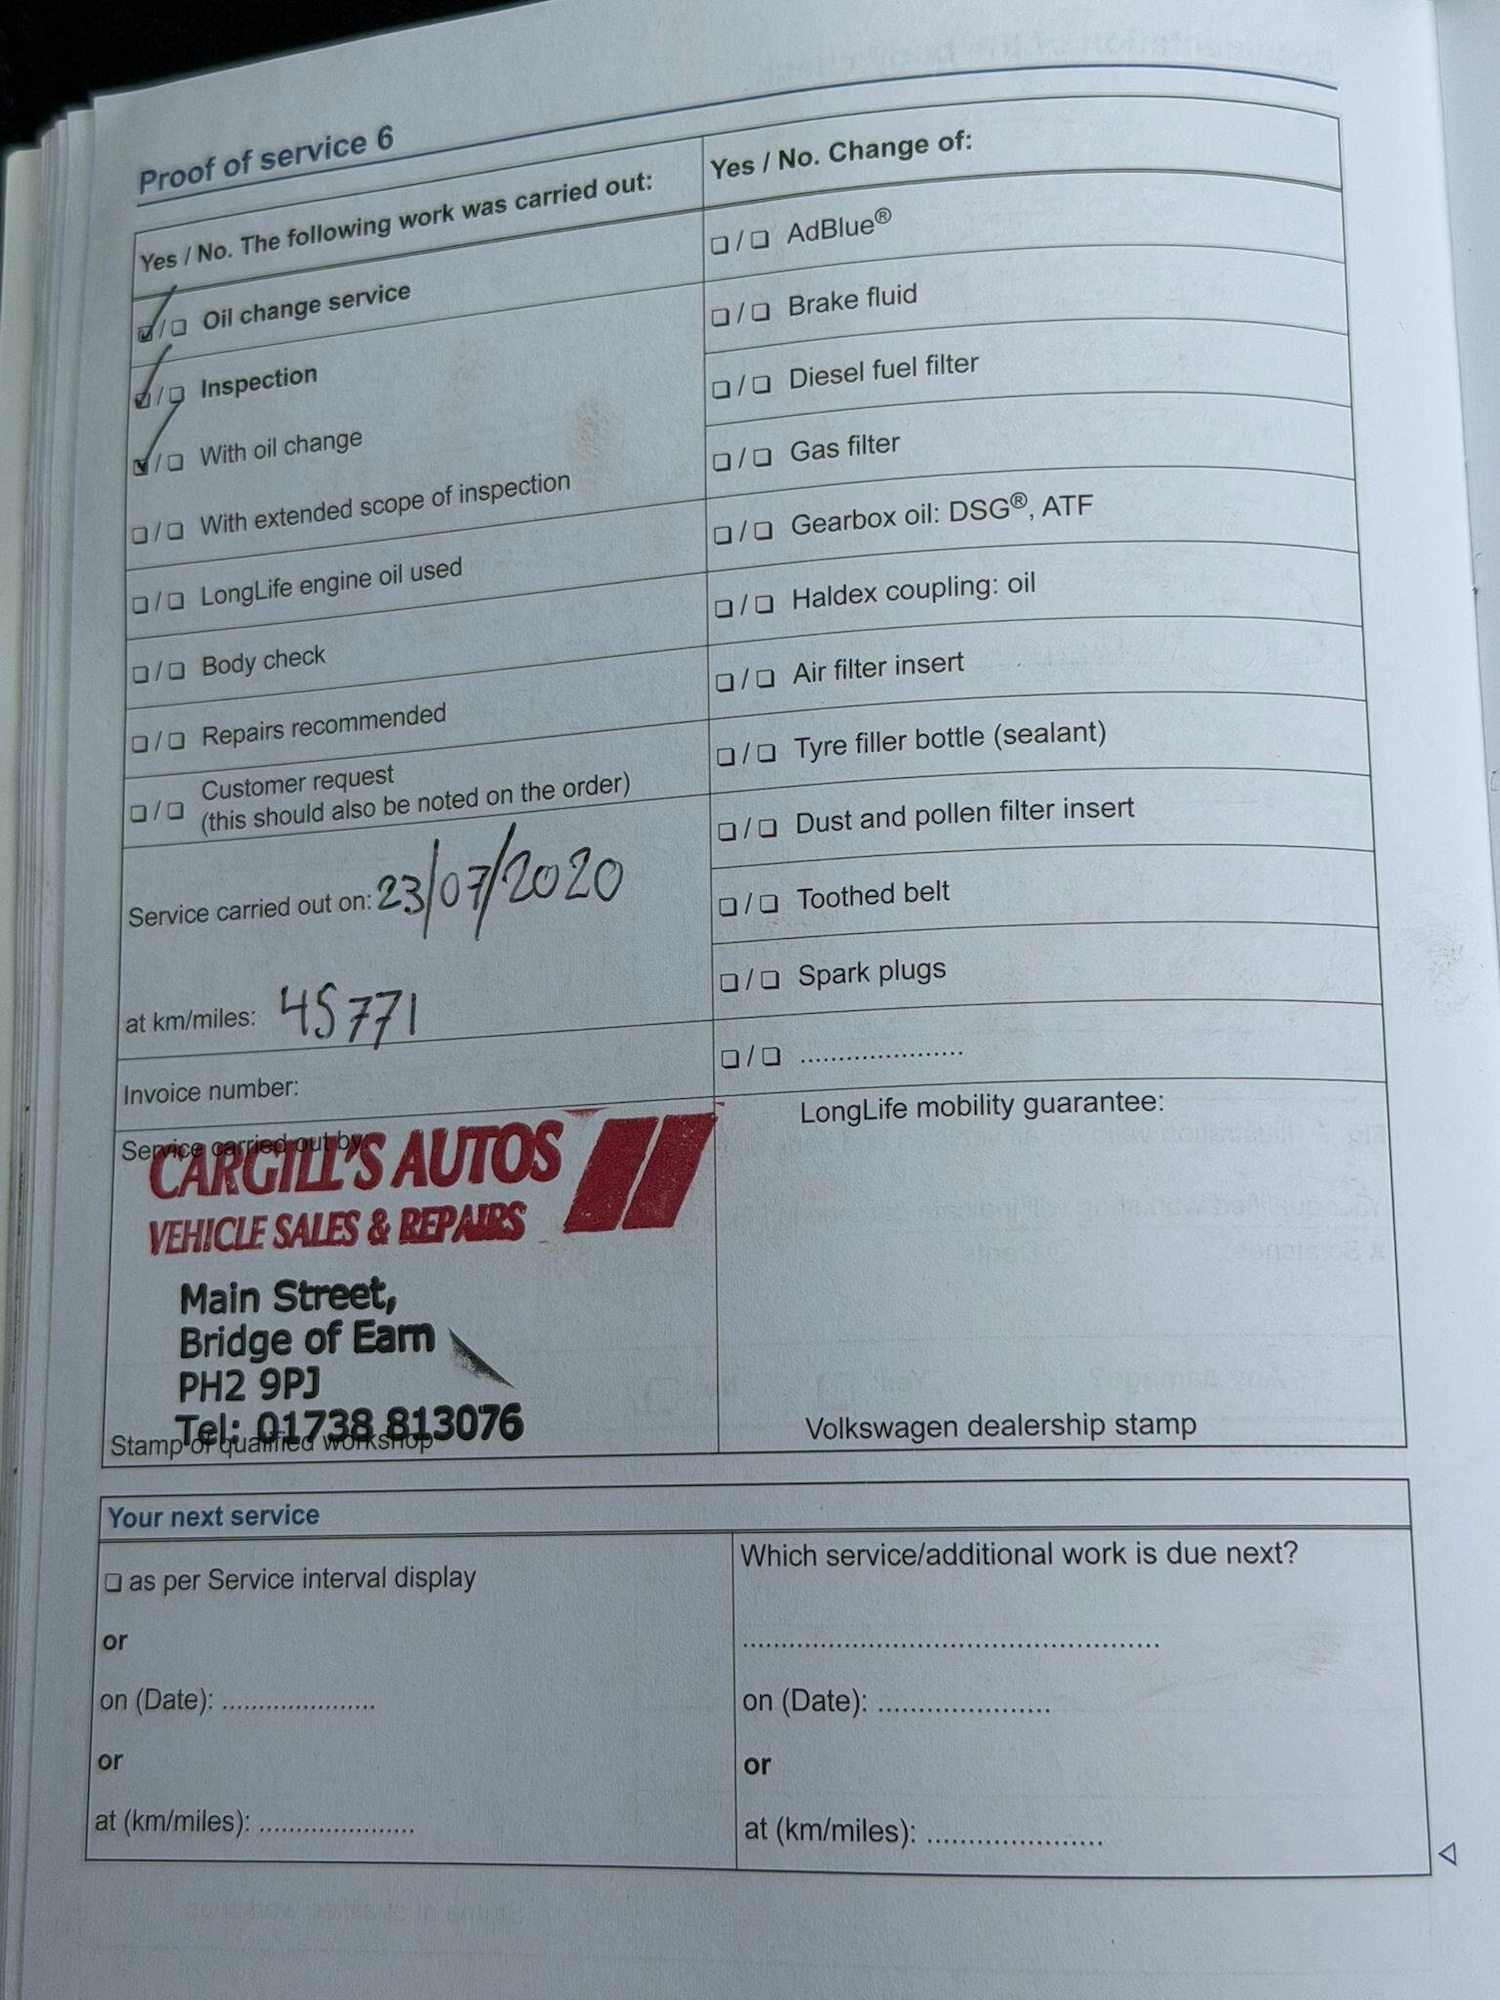 Proof of service 6
Yes / No. The following work was carried out:
☑/❑ Oil change service
☑/❑ Inspection
☑/❑ With oil change
❑/❑ With extended scope of inspection
❑/❑ LongLife engine oil used
❑/❑ Body check
❑/❑ Repairs recommended
❑/❑ Customer request
(this should also be noted on the order)
Service carried out on: 23/07/2020
at km/miles: 45771
Invoice number:
Service carried out by
CARGILL'S AUTOS
VEHICLE SALES & REPAIRS
Main Street,
Bridge of Earn
PH2 9PJ
Tel: 01738 813076
Stamp of qualified workshop
Yes / No. Change of:
❑/❑ AdBlue®
❑/❑ Brake fluid
❑/❑ Diesel fuel filter
❑/❑ Gas filter
❑/❑ Gearbox oil: DSG®, ATF
❑/❑ Haldex coupling: oil
❑/❑ Air filter insert
❑/❑ Tyre filler bottle (sealant)
❑/❑ Dust and pollen filter insert
❑/❑ Toothed belt
❑/❑ Spark plugs
❑/❑ ......................
LongLife mobility guarantee:
Volkswagen dealership stamp
Your next service
❑ as per Service interval display
or
on (Date): .....................
or
at (km/miles): .....................
Which service/additional work is due next?
...................................................
on (Date): .....................
or
at (km/miles): .....................